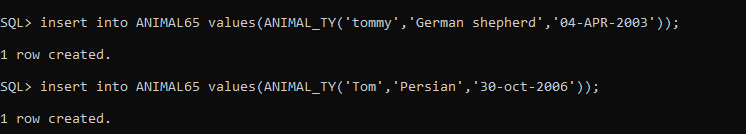 SQL> insert into ANIMAL65 values(ANIMAL_TY('tommy','German shepherd','04-APR-2003'));
1 row created.
SQL> insert into ANIMAL65 values(ANIMAL_TY('Tom','Persian','30-oct-2006'));
1 row created.